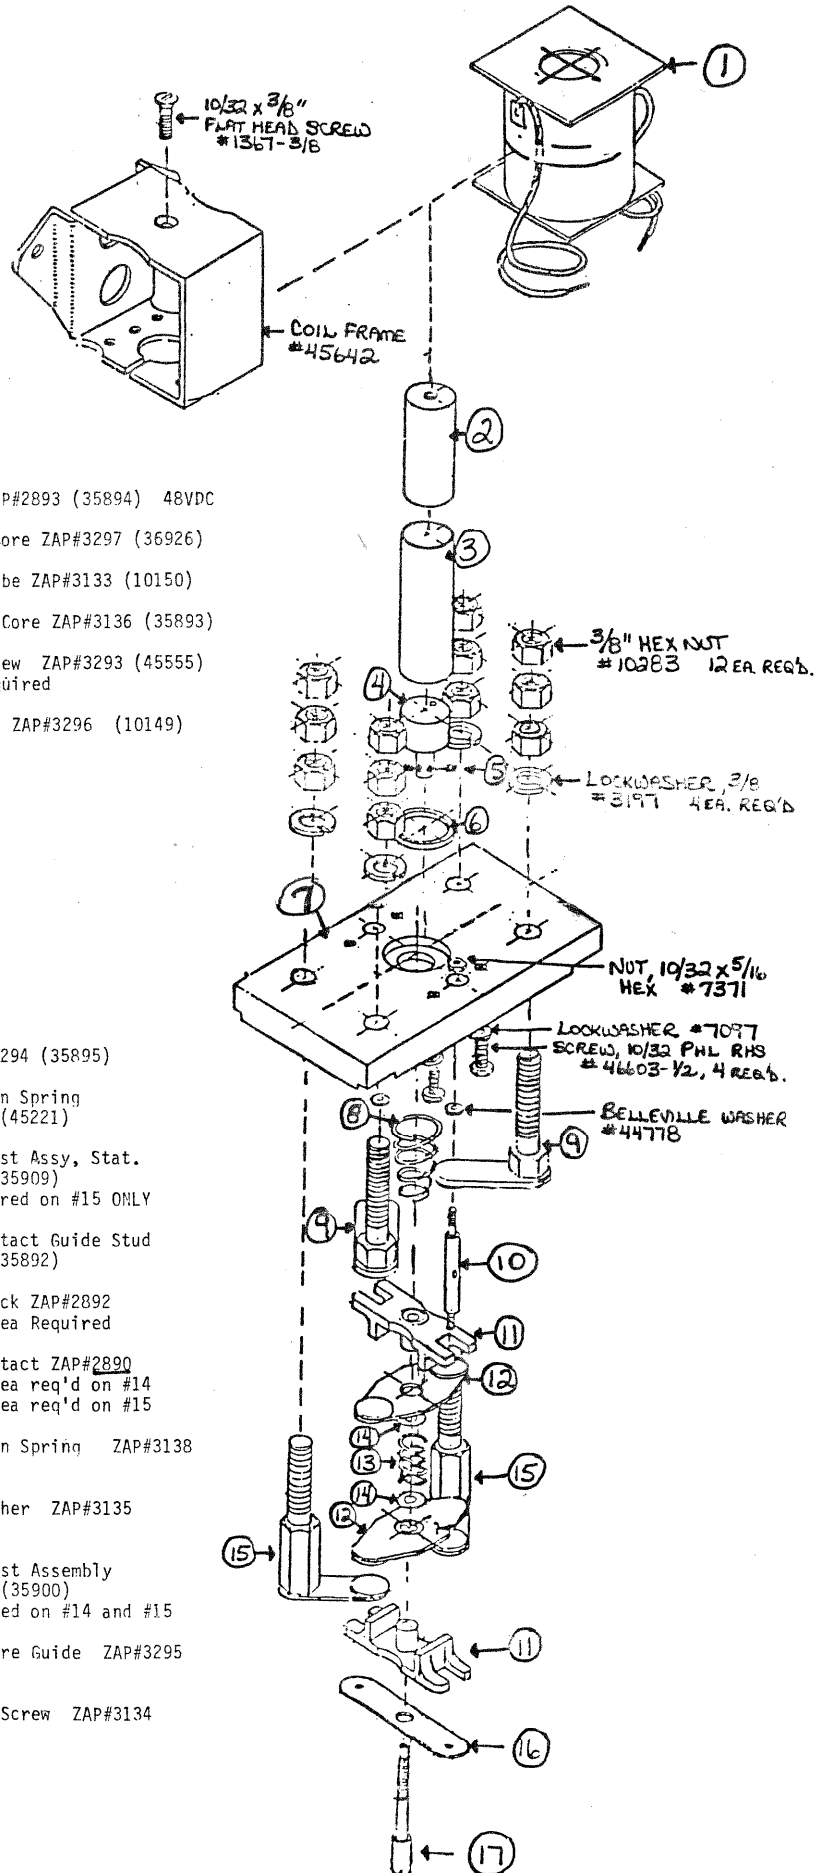 1
10/32 x 3/8"
FLAT HEAD SCREW
#1367-3/8
COIL FRAME
#45642
2
P#2893 (35894) 48VDC
ore ZAP#3297 (36926)
3
be ZAP#3133 (10150)
Core ZAP#3136 (35893)
3/8" HEX NUT
#10283 12 EA. REQ'D.
ew ZAP#3293 (45555)
uired
4
ZAP#3296 (10149)
5
LOCKWASHER, 3/8
#3197 4 EA. REQ'D
6
7
NUT, 10/32 x 5/16
HEX #7371
LOCKWASHER #7097
SCREW, 10/32 PHL RHS
#46603-1/2, 4 REQ'D.
294 (35895)
n Spring
(45221)
8
BELLEVILLE WASHER
#44778
9
st Assy, Stat.
35909)
red on #15 ONLY
9
tact Guide Stud
35892)
10
ck ZAP#2892
ea Required
11
tact ZAP#2890
ea req'd on #14
ea req'd on #15
12
14
n Spring ZAP#3138
13
15
14
her ZAP#3135
12
15
st Assembly
(35900)
ed on #14 and #15
re Guide ZAP#3295
11
Screw ZAP#3134
16
17